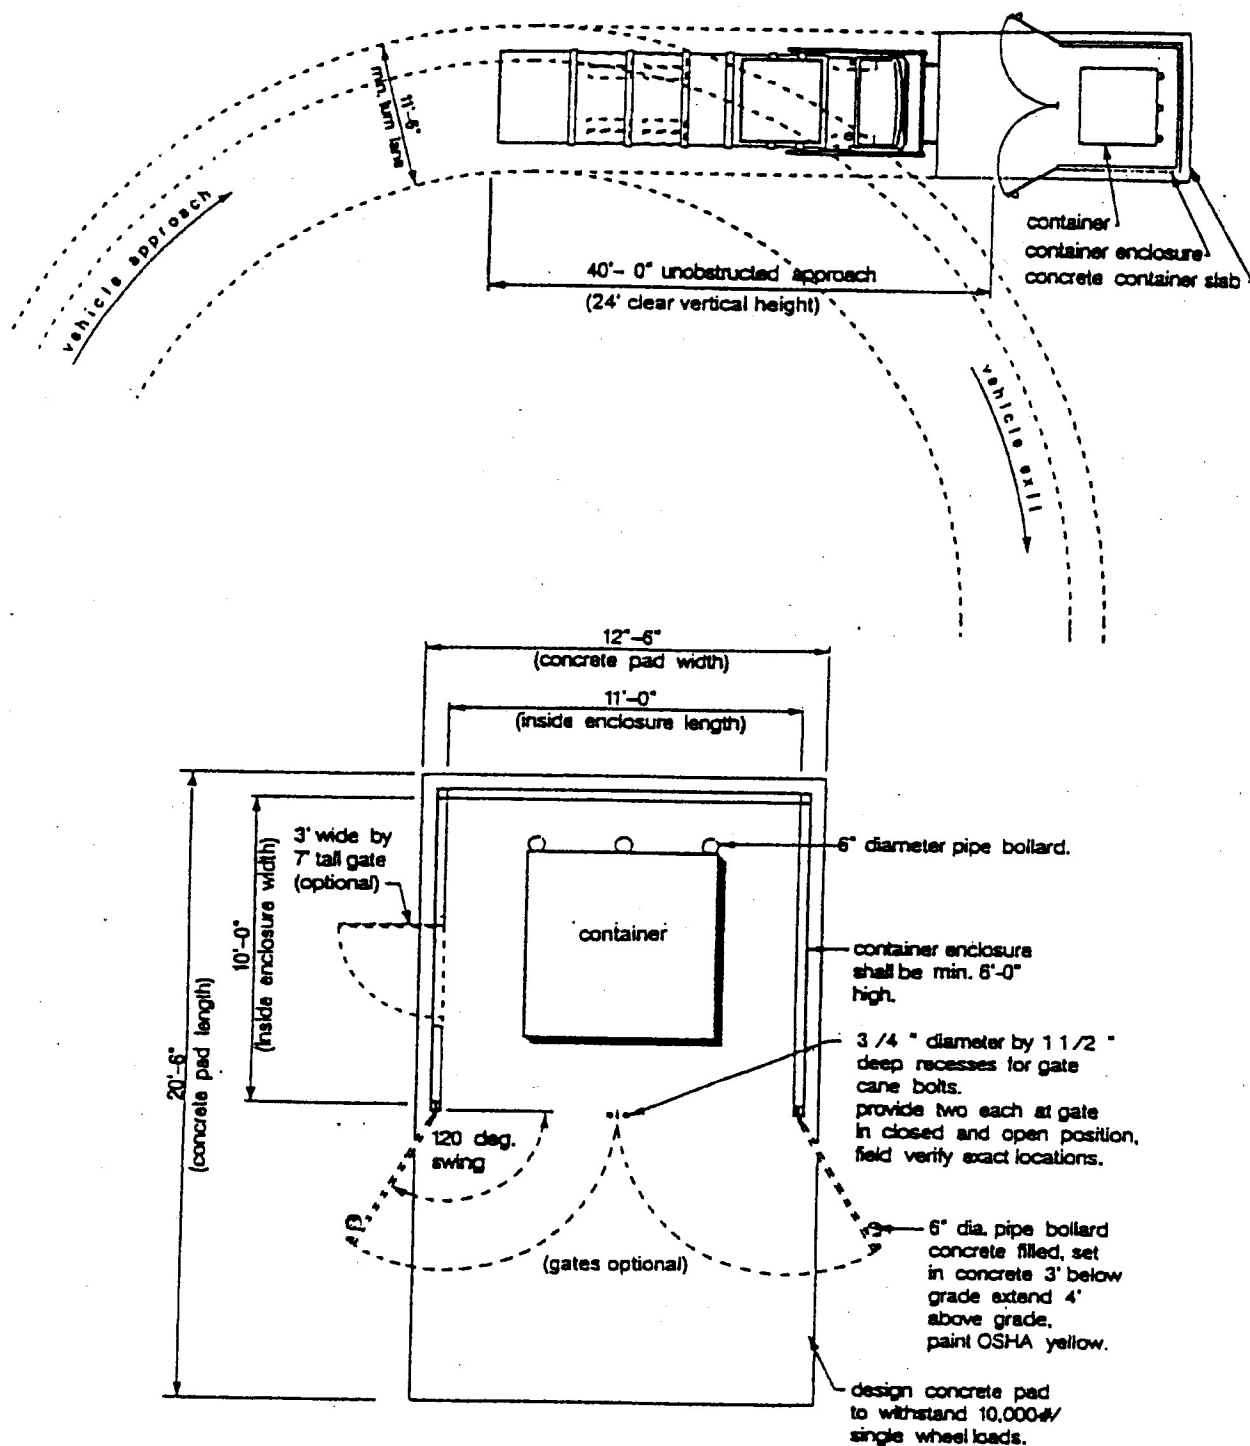 11'-6"
min. turn lane
vehicle approach
container
container enclosure
concrete container slab
40'- 0" unobstructed approach
(24' clear vertical height)
vehicle exit
12"-6"
(concrete pad width)
11'-0"
(inside enclosure length)
3' wide by
7' tall gate
(optional)
10'-0"
(inside enclosure width)
20'-6"
(concrete pad length)
6" diameter pipe bollard.
container
container enclosure
shall be min. 6'-0"
high.
3 /4 " diameter by 1 1 /2 "
deep recesses for gate
cane bolts.
provide two each at gate
in closed and open position,
field verify exact locations.
120 deg.
swing
(gates optional)
6" dia. pipe bollard
concrete filled, set
in concrete 3' below
grade extend 4'
above grade,
paint OSHA yellow.
design concrete pad
to withstand 10,000#/
single wheel loads.